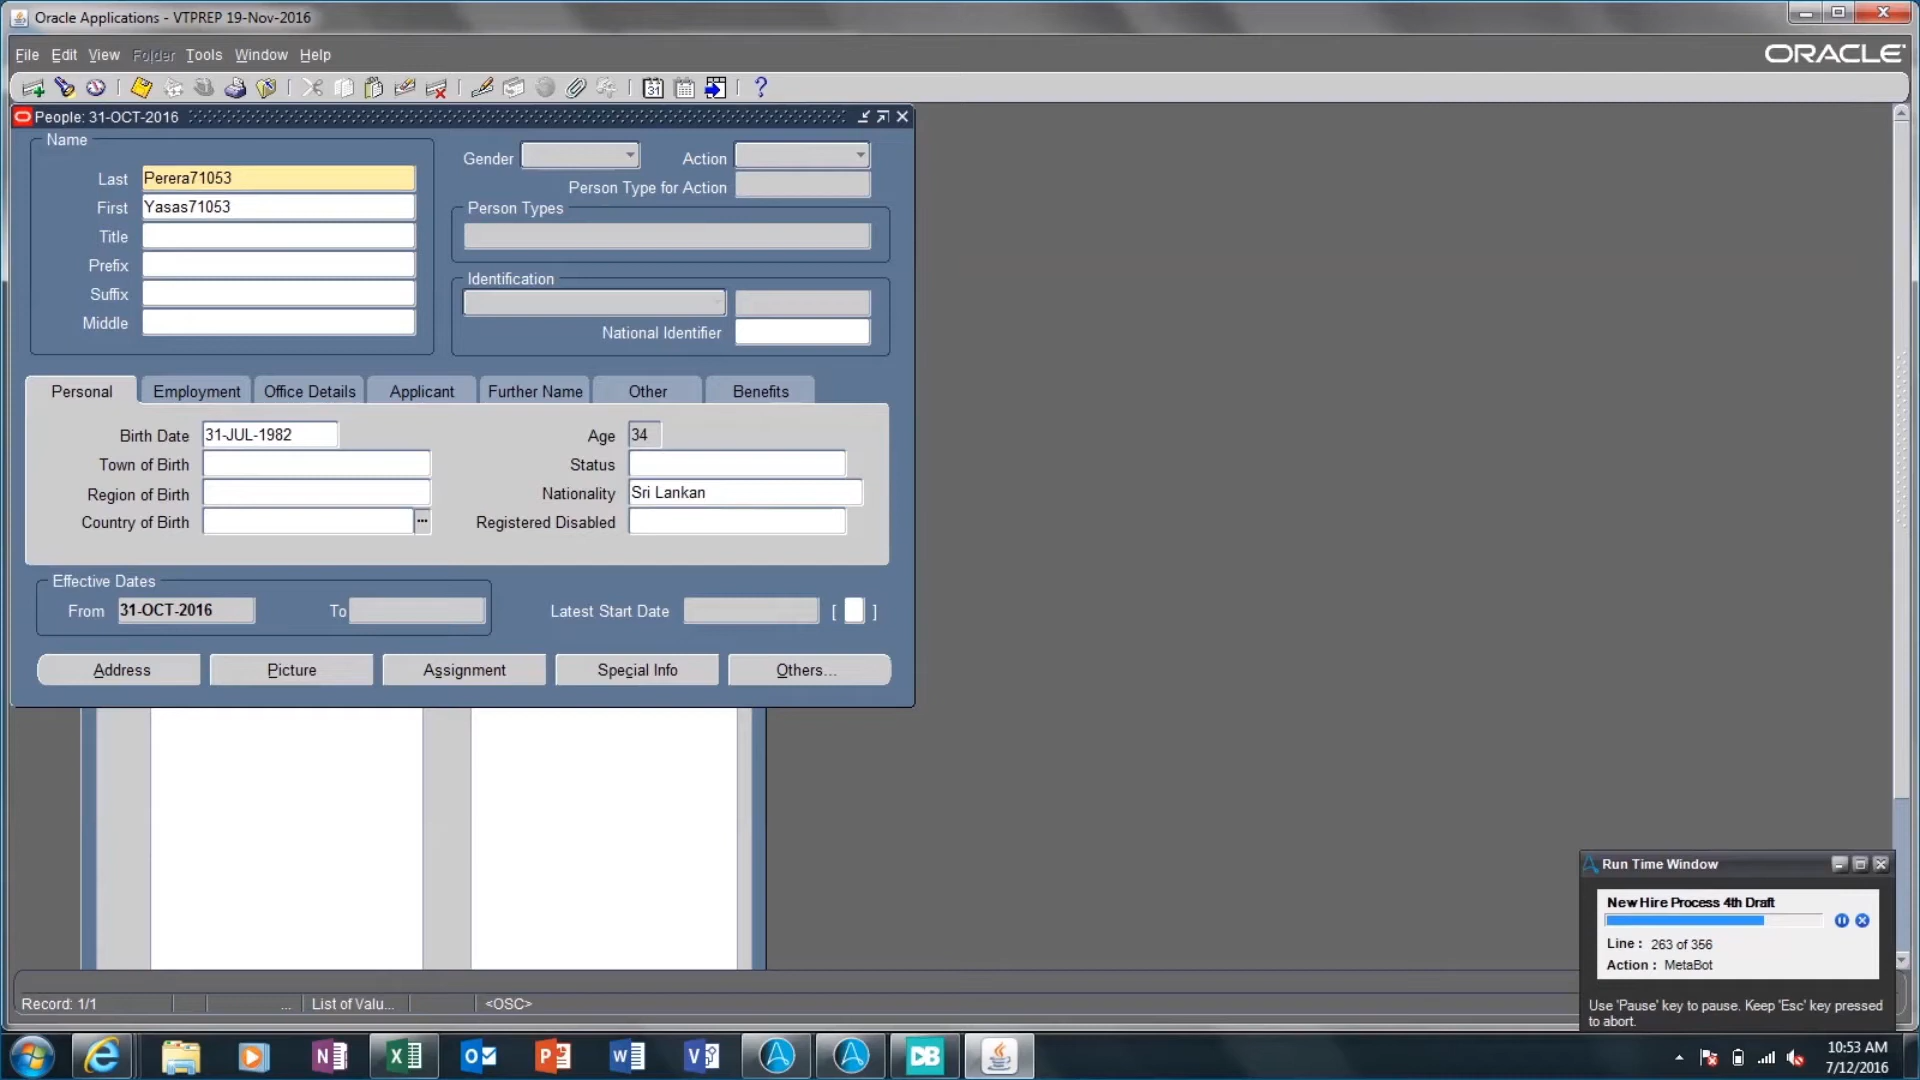 Oracle Applications - VTPREP 19-Nov-2016
File Edit View Folder Tools Window Help
ORACLE
People: 31-OCT-2016
Name
Last Perera71053
First Yasas71053
Title
Prefix
Suffix
Middle
Gender
Action
Person Type for Action
Person Types
Identification
National Identifier
Personal Employment Office Details Applicant Further Name Other Benefits
Birth Date 31-JUL-1982
Town of Birth
Region of Birth
Country of Birth ...
Age 34
Status
Nationality Sri Lankan
Registered Disabled
Effective Dates
From 31-OCT-2016 To
Latest Start Date [ ]
Address Picture Assignment Special Info Others...
Run Time Window
New Hire Process 4th Draft
Line : 263 of 356
Action : MetaBot
Use 'Pause' key to pause. Keep 'Esc' key pressed
to abort.
Record: 1/1 ... List of Valu... <OSC>
DB
10:53 AM
7/12/2016